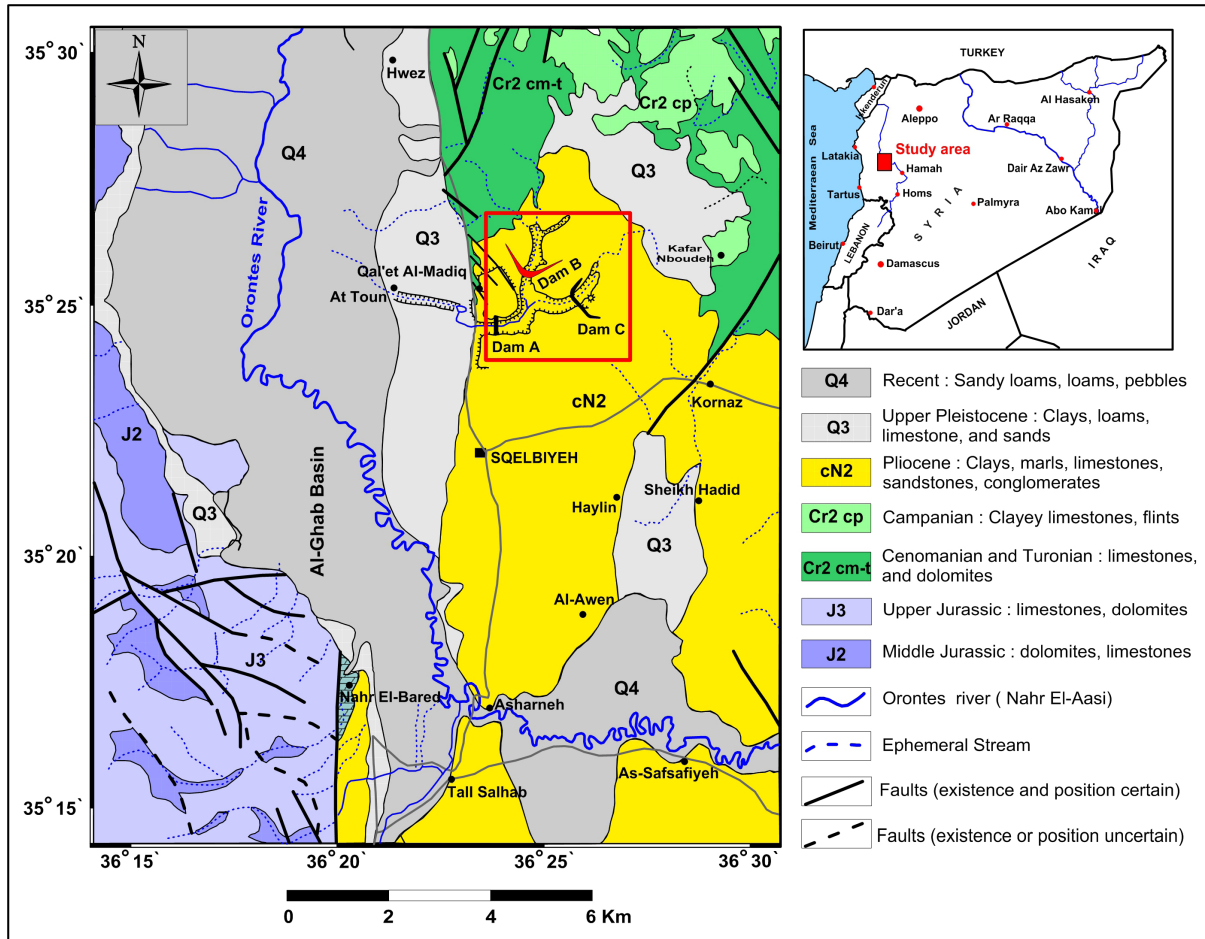 35° 30'
35° 25'
35° 20'
35° 15'
36° 15'
36° 20'
36° 25'
36° 30'
N
Hwez
Cr2 cm-t
Cr2 cp
Q4
Q3
Q3
Kafar
Nboudeh
Orontes River
Qal'et Al-Madiq
At Toun
Dam B
Dam C
Dam A
Kornaz
cN2
J2
SQELBIYEH
Sheikh Hadid
Haylin
Q3
Q3
Al-Ghab Basin
Al-Awen
J3
Q4
Nahr El-Bared
Asharneh
As-Safsafiyeh
Tall Salhab
0 2 4 6 Km
TURKEY
Iskenderun
Al Hasakeh
Aleppo
Ar Raqqa
Mediterraean Sea
Latakia
Study area
Dair Az Zawr
Hamah
Tartus
Homs
SYRIA
Palmyra
Abo Kamal
Beirut
LEBANON
IRAQ
Damascus
JORDAN
Dar'a
Q4 Recent : Sandy loams, loams, pebbles
Q3 Upper Pleistocene : Clays, loams,
limestone, and sands
cN2 Pliocene : Clays, marls, limestones,
sandstones, conglomerates
Cr2 cp Campanian : Clayey limestones, flints
Cr2 cm-t Cenomanian and Turonian : limestones,
and dolomites
J3 Upper Jurassic : limestones, dolomites
J2 Middle Jurassic : dolomites, limestones
Orontes river ( Nahr El-Aasi)
Ephemeral Stream
Faults (existence and position certain)
Faults (existence or position uncertain)